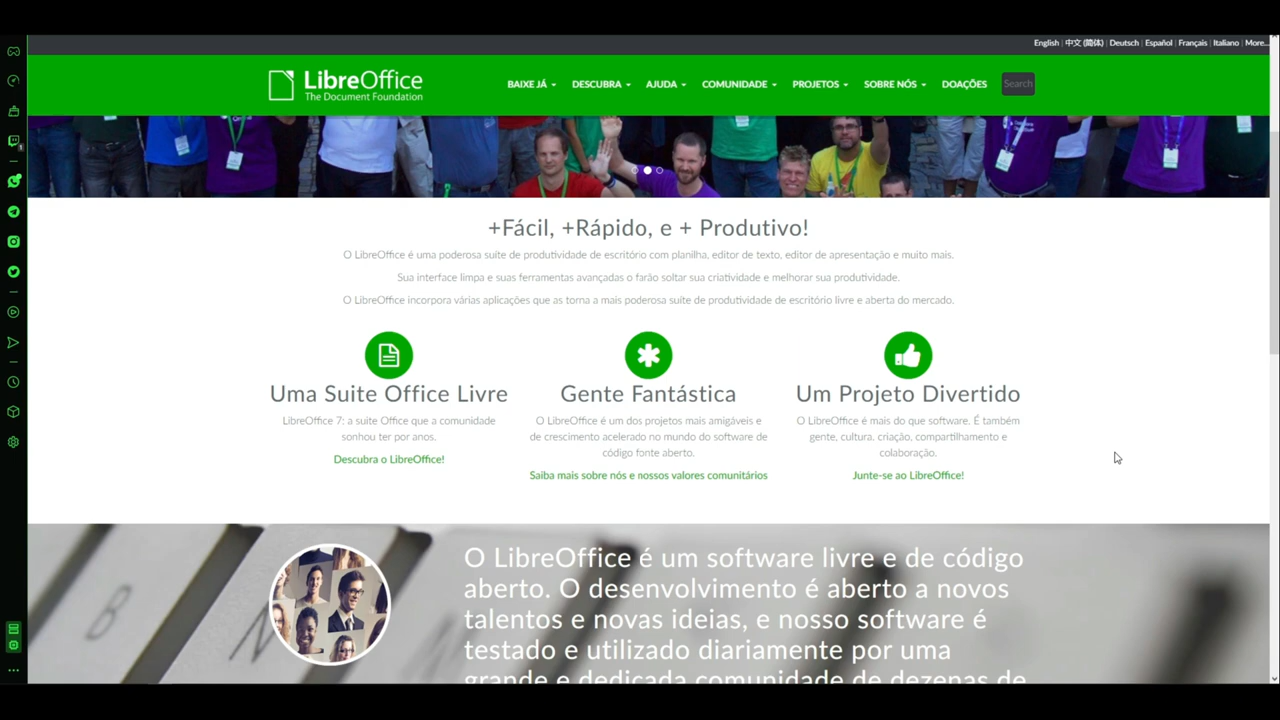 English | 中文 (简体) | Deutsch | Español | Français | Italiano | More...
LibreOffice
The Document Foundation
BAIXE JÁ DESCUBRA AJUDA COMUNIDADE PROJETOS SOBRE NÓS DOAÇÕES Search
+Fácil, +Rápido, e + Produtivo!
O LibreOffice é uma poderosa suíte de produtividade de escritório com planilha, editor de texto, editor de apresentação e muito mais.
Sua interface limpa e suas ferramentas avançadas o farão soltar sua criatividade e melhorar sua produtividade.
O LibreOffice incorpora várias aplicações que as torna a mais poderosa suíte de produtividade de escritório livre e aberta do mercado.
Uma Suite Office Livre
LibreOffice 7: a suite Office que a comunidade
sonhou ter por anos.
Descubra o LibreOffice!
Gente Fantástica
O LibreOffice é um dos projetos mais amigáveis e
de crescimento acelerado no mundo do software de
código fonte aberto.
Saiba mais sobre nós e nossos valores comunitários
Um Projeto Divertido
O LibreOffice é mais do que software. É também
gente, cultura. criação, compartilhamento e
colaboração.
Junte-se ao LibreOffice!
O LibreOffice é um software livre e de código
aberto. O desenvolvimento é aberto a novos
talentos e novas ideias, e nosso software é
testado e utilizado diariamente por uma
grande e dedicada comunidade de dezenas de
B
N